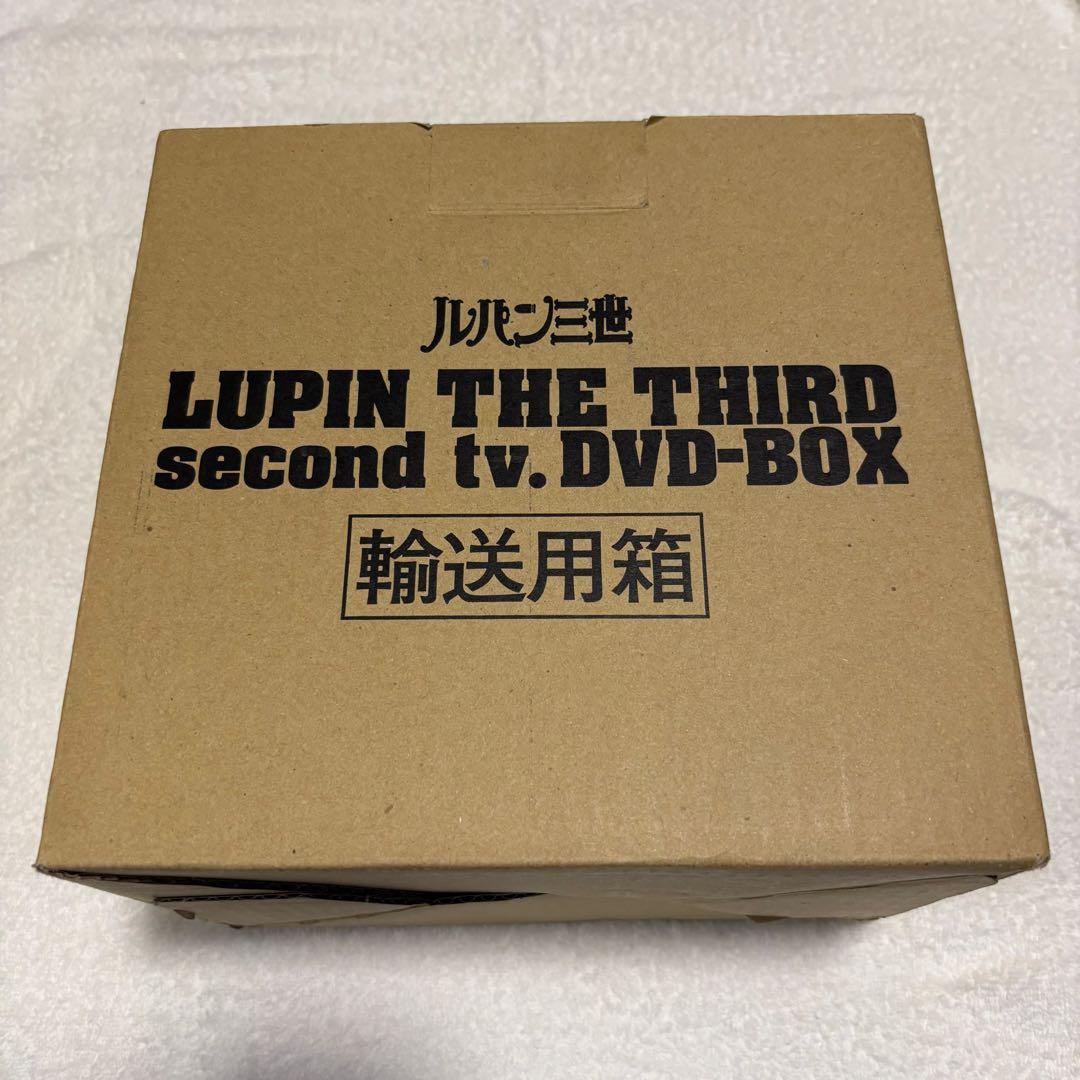 ルパン三世
LUPIN THE THIRD
second tv. DVD-BOX
輸送用箱